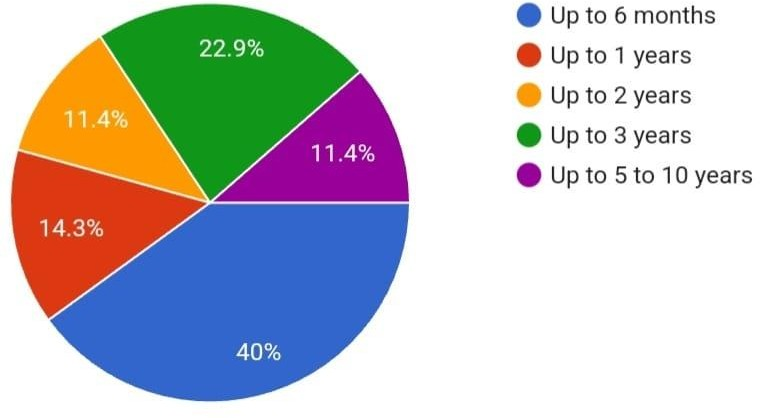 22.9%
11.4%
11.4%
14.3%
40%
Up to 6 months
Up to 1 years
Up to 2 years
Up to 3 years
Up to 5 to 10 years